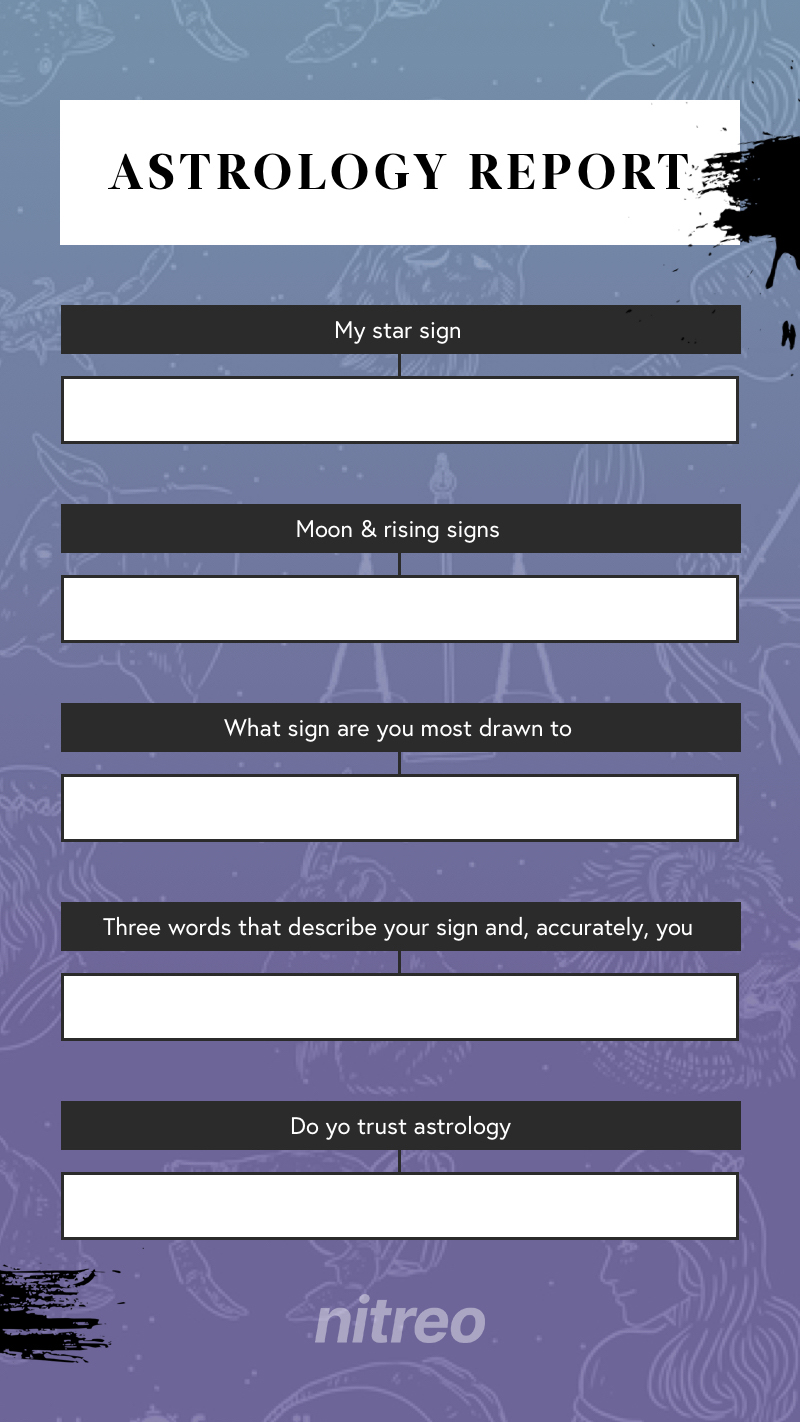 ASTROLOGY REPORT
My star sign
Moon & rising signs
What sign are you most drawn to
Three words that describe your sign and, accurately, you
Do yo trust astrology
nitreo